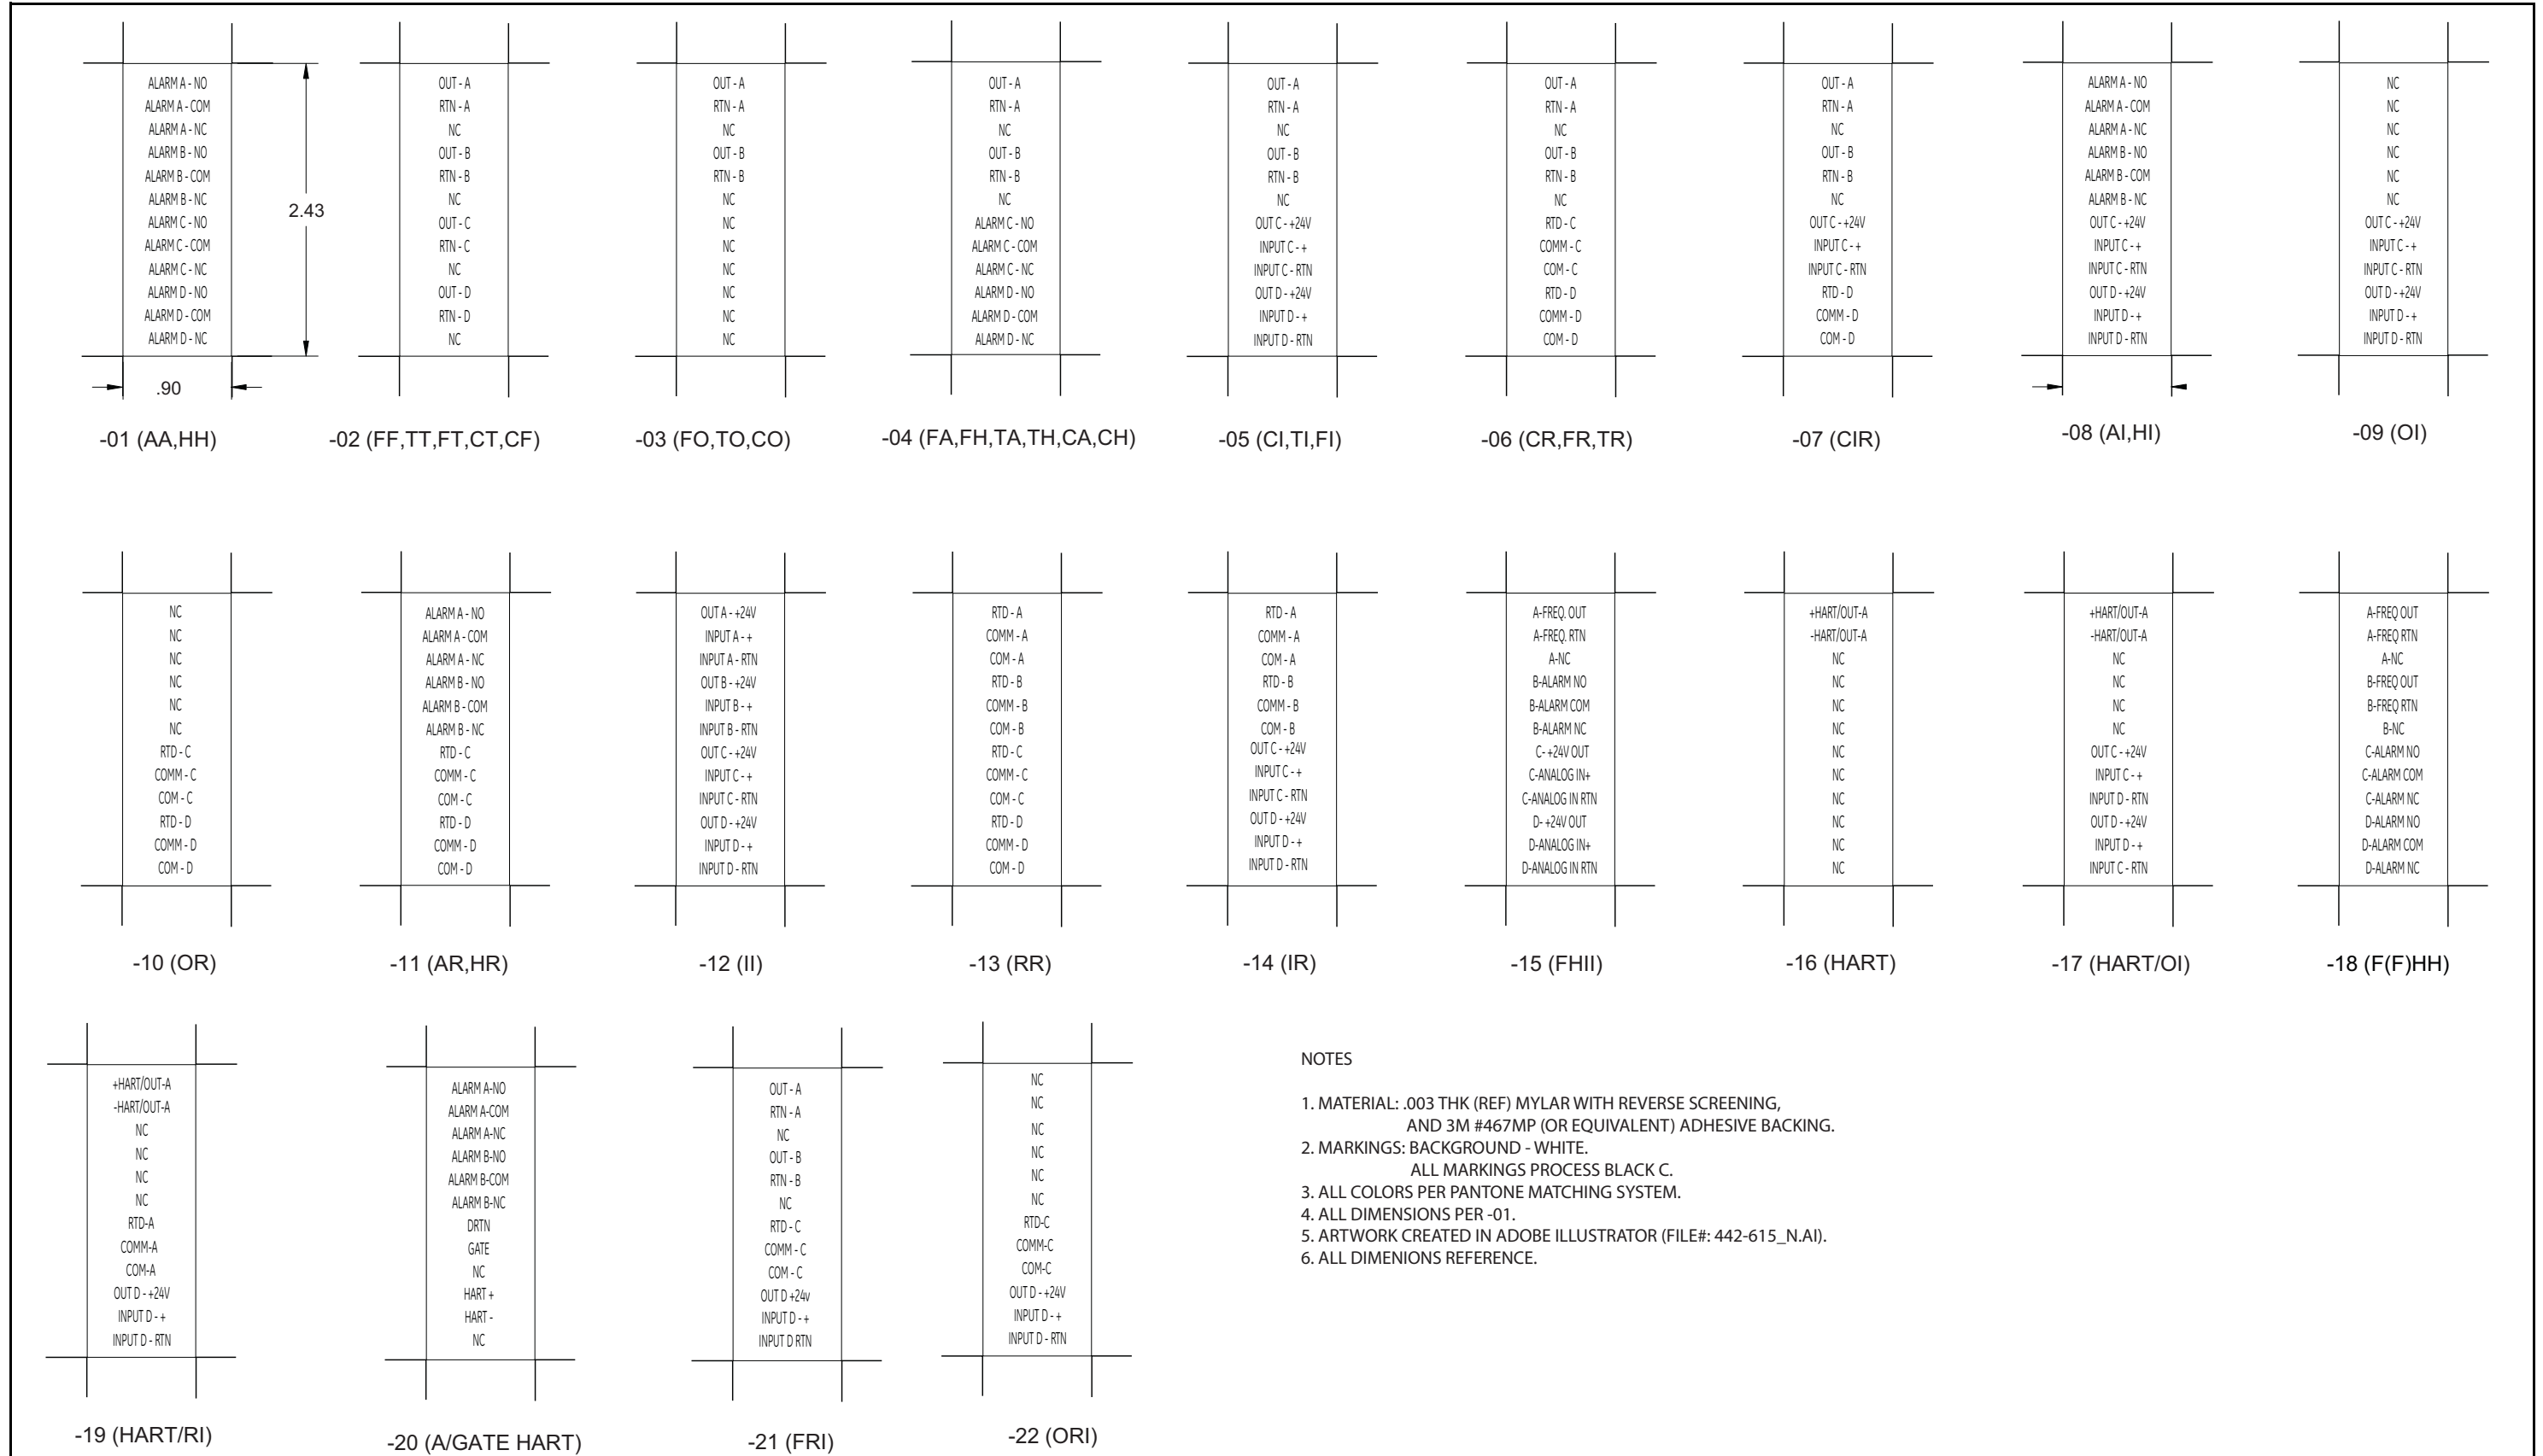 ALARM A - NO
ALARM A - COM
ALARM A - NC
ALARM B - NO
ALARM B - COM
ALARM B - NC
ALARM C - NO
ALARM C - COM
ALARM C - NC
ALARM D - NO
ALARM D - COM
ALARM D - NC
2.43
.90
-01 (AA,HH)
OUT - A
RTN - A
NC
OUT - B
RTN - B
NC
OUT - C
RTN - C
NC
OUT - D
RTN - D
NC
-02 (FF,TT,FT,CT,CF)
OUT - A
RTN - A
NC
OUT - B
RTN - B
NC
NC
NC
NC
NC
NC
NC
-03 (FO,TO,CO)
OUT - A
RTN - A
NC
OUT - B
RTN - B
NC
ALARM C - NO
ALARM C - COM
ALARM C - NC
ALARM D - NO
ALARM D - COM
ALARM D - NC
-04 (FA,FH,TA,TH,CA,CH)
OUT - A
RTN - A
NC
OUT - B
RTN - B
NC
OUT C - +24V
INPUT C - +
INPUT C - RTN
OUT D - +24V
INPUT D - +
INPUT D - RTN
-05 (CI,TI,FI)
OUT - A
RTN - A
NC
OUT - B
RTN - B
NC
RTD - C
COMM - C
COM - C
RTD - D
COMM - D
COM - D
-06 (CR,FR,TR)
OUT - A
RTN - A
NC
OUT - B
RTN - B
NC
OUT C - +24V
INPUT C - +
INPUT C - RTN
RTD - D
COMM - D
COM - D
-07 (CIR)
ALARM A - NO
ALARM A - COM
ALARM A - NC
ALARM B - NO
ALARM B - COM
ALARM B - NC
OUT C - +24V
INPUT C - +
INPUT C - RTN
OUT D - +24V
INPUT D - +
INPUT D - RTN
-08 (AI,HI)
NC
NC
NC
NC
NC
NC
OUT C - +24V
INPUT C - +
INPUT C - RTN
OUT D - +24V
INPUT D - +
INPUT D - RTN
-09 (OI)
NC
NC
NC
NC
NC
NC
RTD - C
COMM - C
COM - C
RTD - D
COMM - D
COM - D
-10 (OR)
ALARM A - NO
ALARM A - COM
ALARM A - NC
ALARM B - NO
ALARM B - COM
ALARM B - NC
RTD - C
COMM - C
COM - C
RTD - D
COMM - D
COM - D
-11 (AR,HR)
OUT A - +24V
INPUT A - +
INPUT A - RTN
OUT B - +24V
INPUT B - +
INPUT B - RTN
OUT C - +24V
INPUT C - +
INPUT C - RTN
OUT D - +24V
INPUT D - +
INPUT D - RTN
-12 (II)
RTD - A
COMM - A
COM - A
RTD - B
COMM - B
COM - B
RTD - C
COMM - C
COM - C
RTD - D
COMM - D
COM - D
-13 (RR)
RTD - A
COMM - A
COM - A
RTD - B
COMM - B
COM - B
OUT C - +24V
INPUT C - +
INPUT C - RTN
OUT D - +24V
INPUT D - +
INPUT D - RTN
-14 (IR)
A-FREQ. OUT
A-FREQ. RTN
A-NC
B-ALARM NO
B-ALARM COM
B-ALARM NC
C- +24V OUT
C-ANALOG IN+
C-ANALOG IN RTN
D- +24V OUT
D-ANALOG IN+
D-ANALOG IN RTN
-15 (FHII)
+HART/OUT-A
-HART/OUT-A
NC
NC
NC
NC
NC
NC
NC
NC
NC
NC
-16 (HART)
+HART/OUT-A
-HART/OUT-A
NC
NC
NC
NC
OUT C - +24V
INPUT C - +
INPUT D - RTN
OUT D - +24V
INPUT D - +
INPUT C - RTN
-17 (HART/OI)
A-FREQ OUT
A-FREQ RTN
A-NC
B-FREQ OUT
B-FREQ RTN
B-NC
C-ALARM NO
C-ALARM COM
C-ALARM NC
D-ALARM NO
D-ALARM COM
D-ALARM NC
-18 (F(F)HH)
+HART/OUT-A
-HART/OUT-A
NC
NC
NC
NC
RTD-A
COMM-A
COM-A
OUT D - +24V
INPUT D - +
INPUT D - RTN
-19 (HART/RI)
ALARM A-NO
ALARM A-COM
ALARM A-NC
ALARM B-NO
ALARM B-COM
ALARM B-NC
DRTN
GATE
NC
HART +
HART -
NC
-20 (A/GATE HART)
OUT - A
RTN - A
NC
OUT - B
RTN - B
NC
RTD - C
COMM - C
COM - C
OUT D +24v
INPUT D - +
INPUT D RTN
-21 (FRI)
NC
NC
NC
NC
NC
NC
RTD-C
COMM-C
COM-C
OUT D - +24V
INPUT D - +
INPUT D - RTN
-22 (ORI)
NOTES
1. MATERIAL: .003 THK (REF) MYLAR WITH REVERSE SCREENING,
AND 3M #467MP (OR EQUIVALENT) ADHESIVE BACKING.
2. MARKINGS: BACKGROUND - WHITE.
ALL MARKINGS PROCESS BLACK C.
3. ALL COLORS PER PANTONE MATCHING SYSTEM.
4. ALL DIMENSIONS PER -01.
5. ARTWORK CREATED IN ADOBE ILLUSTRATOR (FILE#: 442-615_N.AI).
6. ALL DIMENIONS REFERENCE.